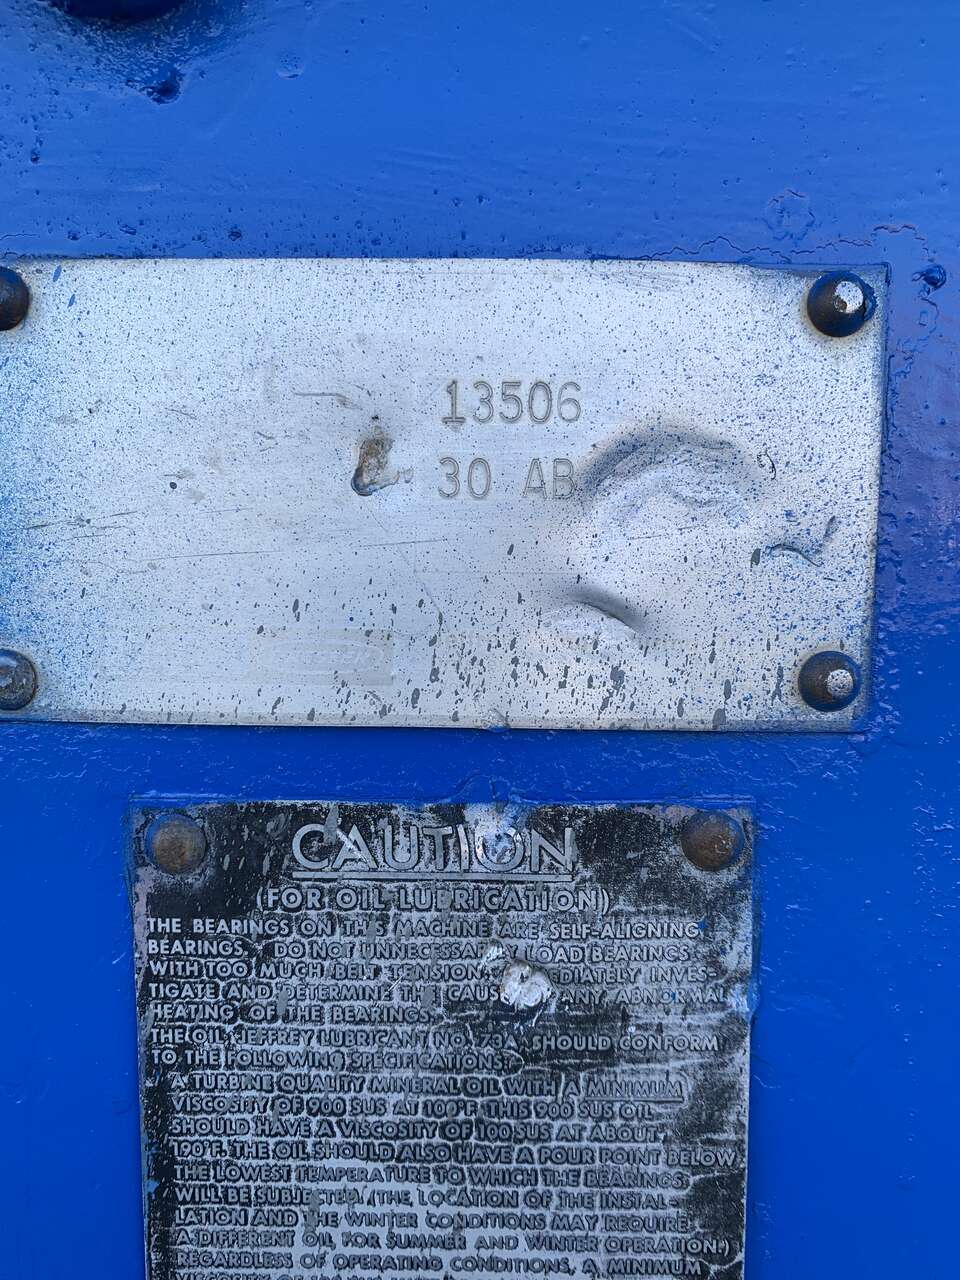 13506
30 AB
CAUTION
(FOR OIL LUBRICATION)
THE BEARINGS ON THIS MACHINE ARE SELF-ALIGNING
BEARINGS. DO NOT UNNECESSARILY LOAD BEARINGS
WITH TOO MUCH BELT TENSION. DIATELY INVES-
TIGATE AND DETERMINE THE CAUSE ANY ABNORMAL
HEATING OF THE BEARINGS.
THE OIL, JEFFREY LUBRICANT NO. 73A, SHOULD CONFORM
TO THE FOLLOWING SPECIFICATIONS:
A TURBINE QUALITY MINERAL OIL WITH A MINIMUM
VISCOSITY OF 900 SUS AT 100°F. THIS 900 SUS OIL
SHOULD HAVE A VISCOSITY OF 100 SUS AT ABOUT
190°F. THE OIL SHOULD ALSO HAVE A POUR POINT BELOW
THE LOWEST TEMPERATURE TO WHICH THE BEARINGS
WILL BE SUBJECTED. (THE LOCATION OF THE INSTAL
LATION AND THE WINTER CONDITIONS MAY REQUIRE
A DIFFERENT OIL FOR SUMMER AND WINTER OPERATION.)
REGARDLESS OF OPERATING CONDITIONS, A MINIMUM
VISCOSITY OF 100 SUS